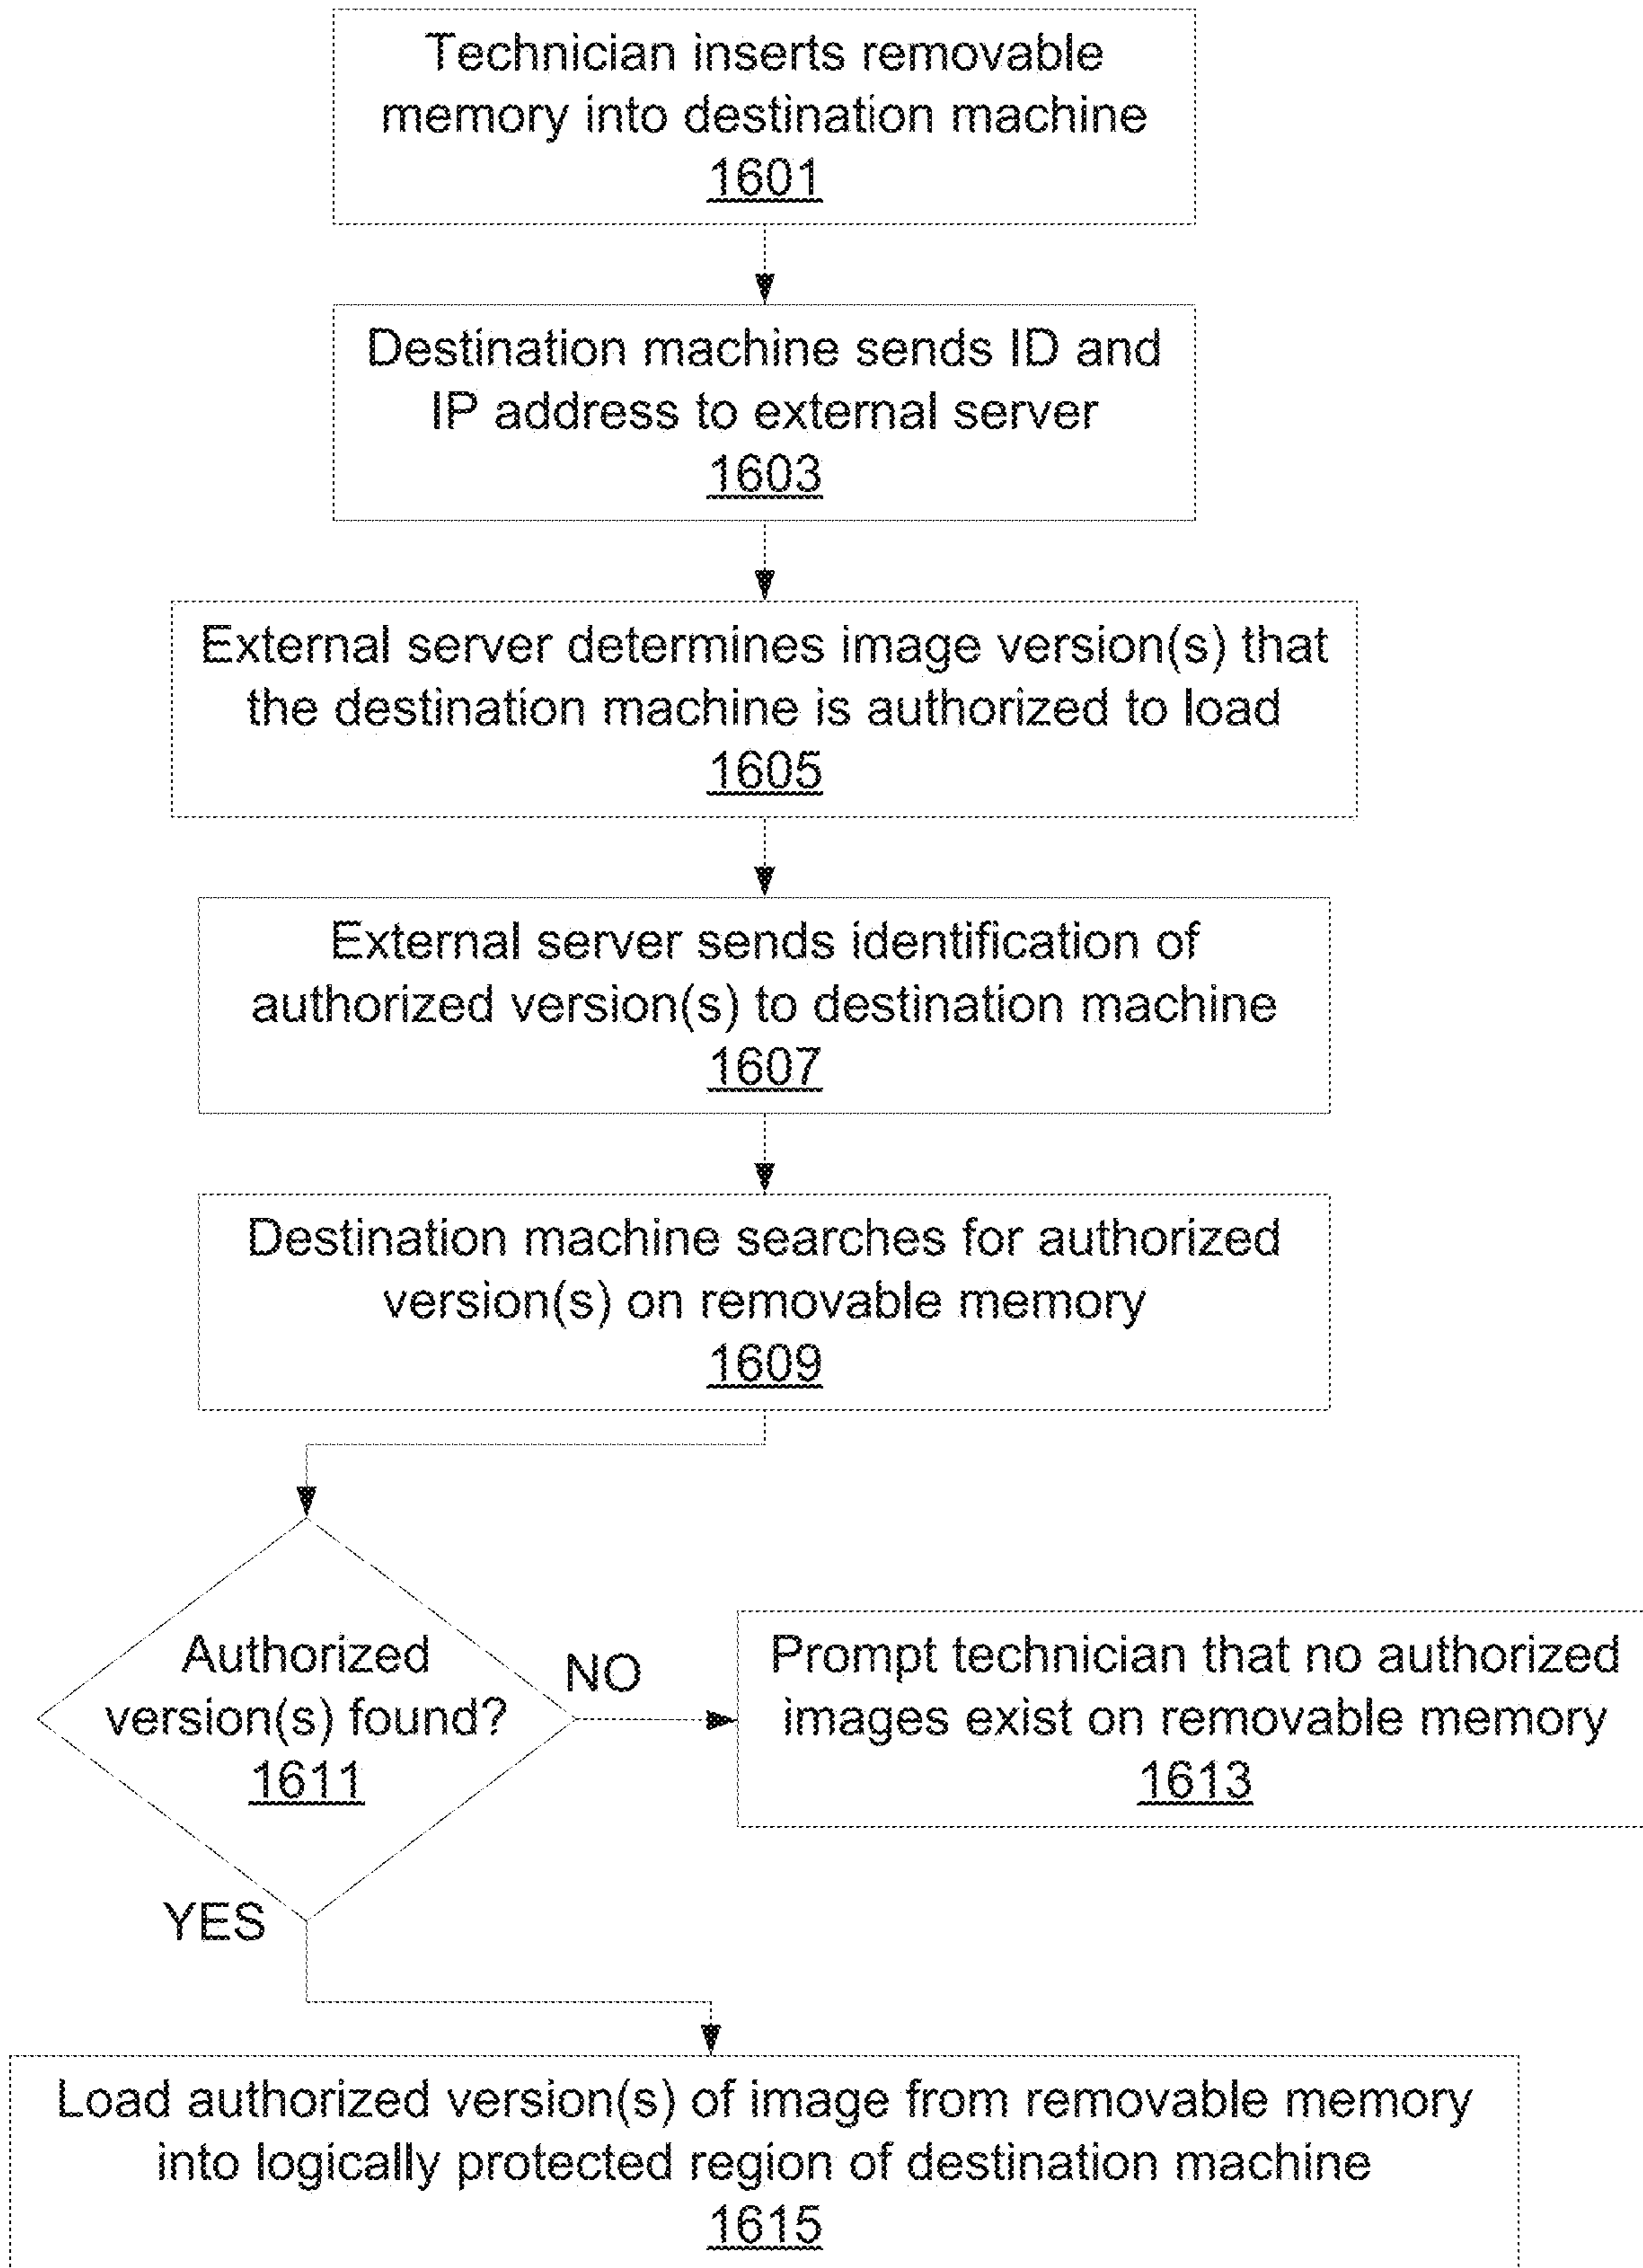 Technician inserts removable
memory into destination machine
1601
Destination machine sends ID and
IP address to external server
1603
External server determines image version(s) that
the destination machine is authorized to load
1605
External server sends identification of
authorized version(s) to destination machine
1607
Destination machine searches for authorized
version(s) on removable memory
1609
Authorized
version(s) found?
1611
NO
Prompt technician that no authorized
images exist on removable memory
1613
YES
Load authorized version(s) of image from removable memory
into logically protected region of destination machine
1615